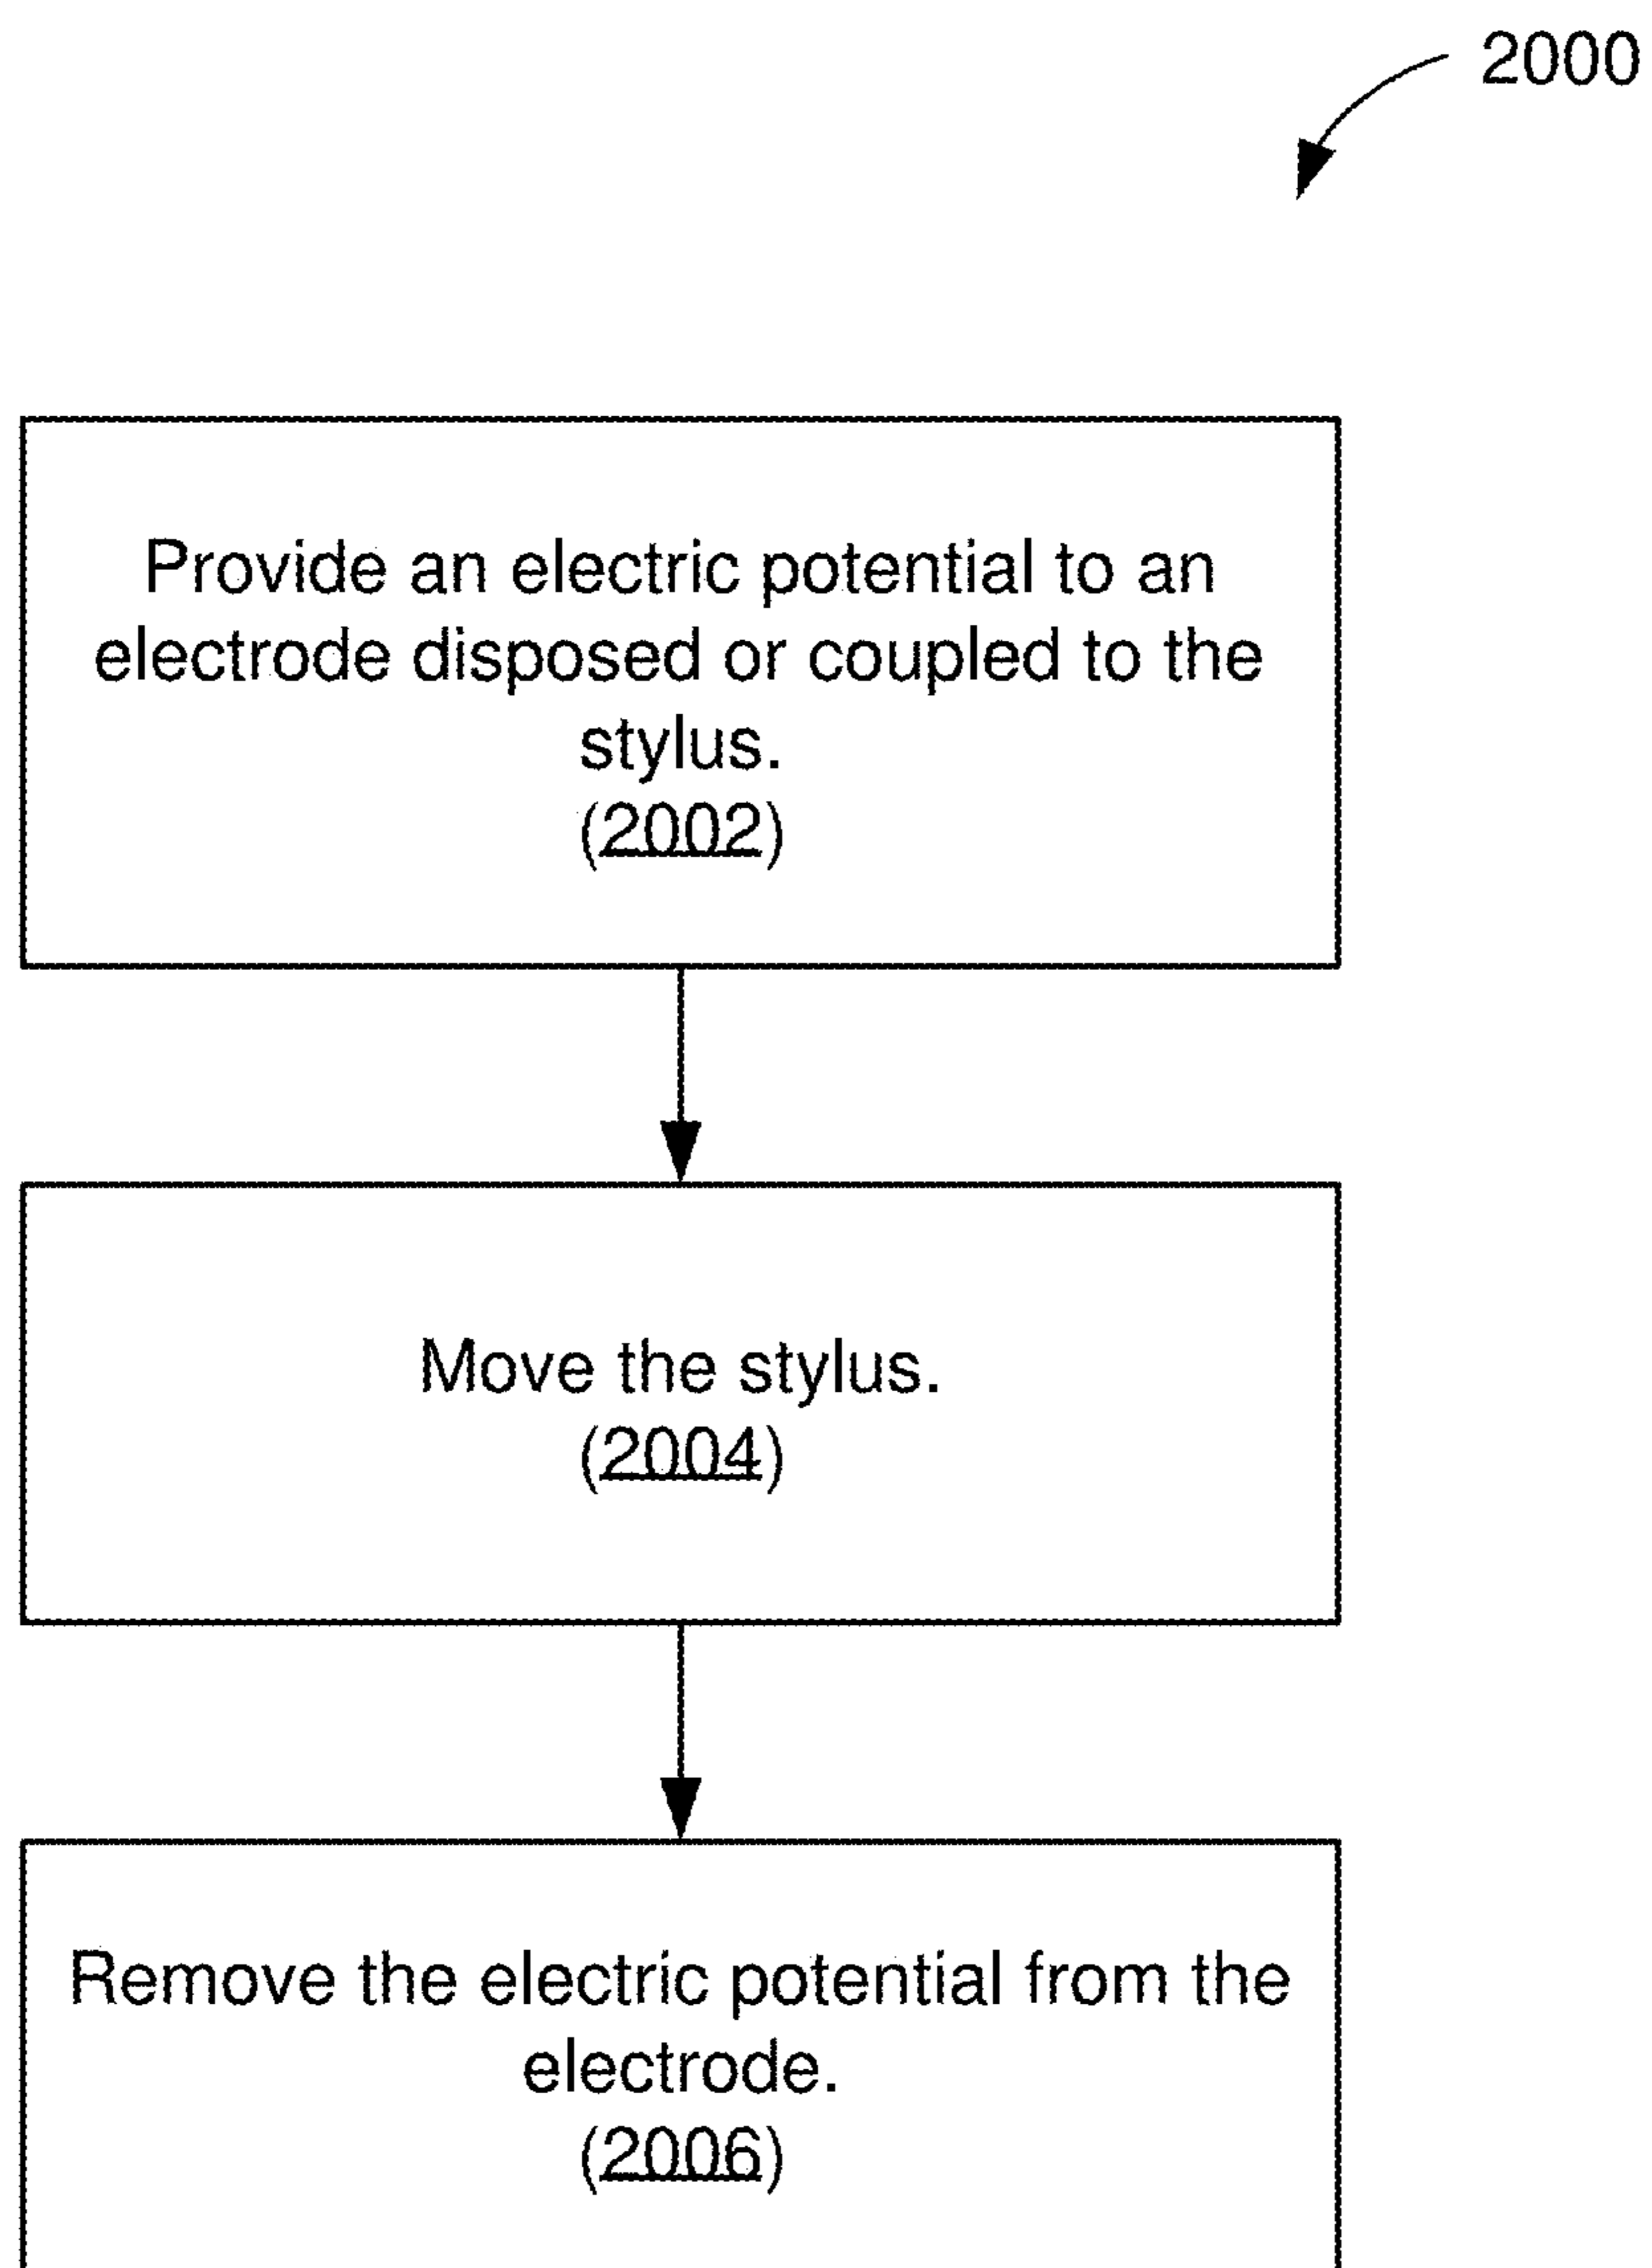 2000
Provide an electric potential to an
electrode disposed or coupled to the
stylus.
(2002)
Move the stylus.
(2004)
Remove the electric potential from the
electrode.
(2006)